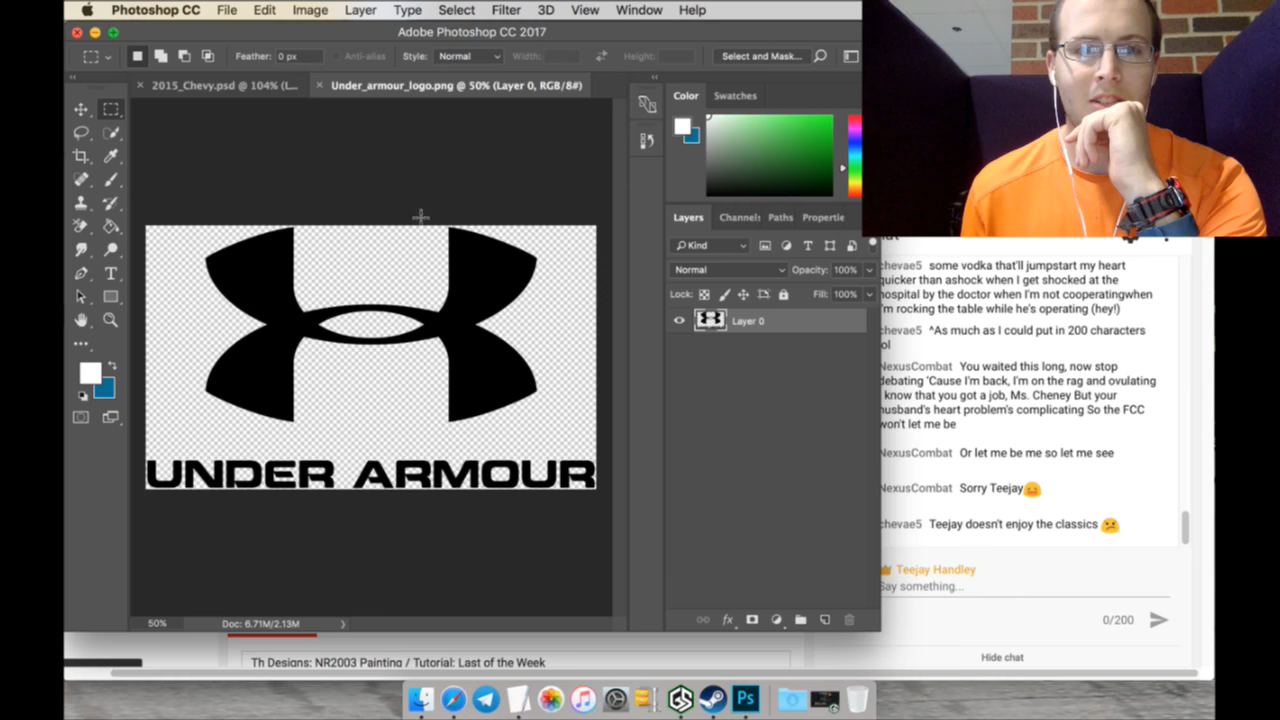 Photoshop CC File Edit Image Layer Type Select Filter 3D View Window Help
Adobe Photoshop CC 2017
Feather: 0 px Anti-alias Style: Normal Width: Height: Select and Mask...
2015_Chevy.psd @ 104% (L... Under_armour_logo.png @ 50% (Layer 0, RGB/8#)
Color Swatches
Layers Channel: Paths Propertie
Kind
Normal Opacity: 100%
Lock: Fill: 100%
Layer 0
UNDER ARMOUR
50% Doc: 6.71M/2.13M
chevae5 some vodka that'll jumpstart my heart
quicker than ashock when I get shocked at the
hospital by the doctor when I'm not cooperatingwhen
I'm rocking the table while he's operating (hey!)
chevae5 ^As much as I could put in 200 characters
ol
NexusCombat You waited this long, now stop
debating 'Cause I'm back, I'm on the rag and ovulating
I know that you got a job, Ms. Cheney But your
husband's heart problem's complicating So the FCC
won't let me be
NexusCombat Or let me be me so let me see
NexusCombat Sorry Teejay😖
chevae5 Teejay doesn't enjoy the classics 😕
Teejay Handley
Say something...
0/200
Hide chat
Th Designs: NR2003 Painting / Tutorial: Last of the Week
Ps